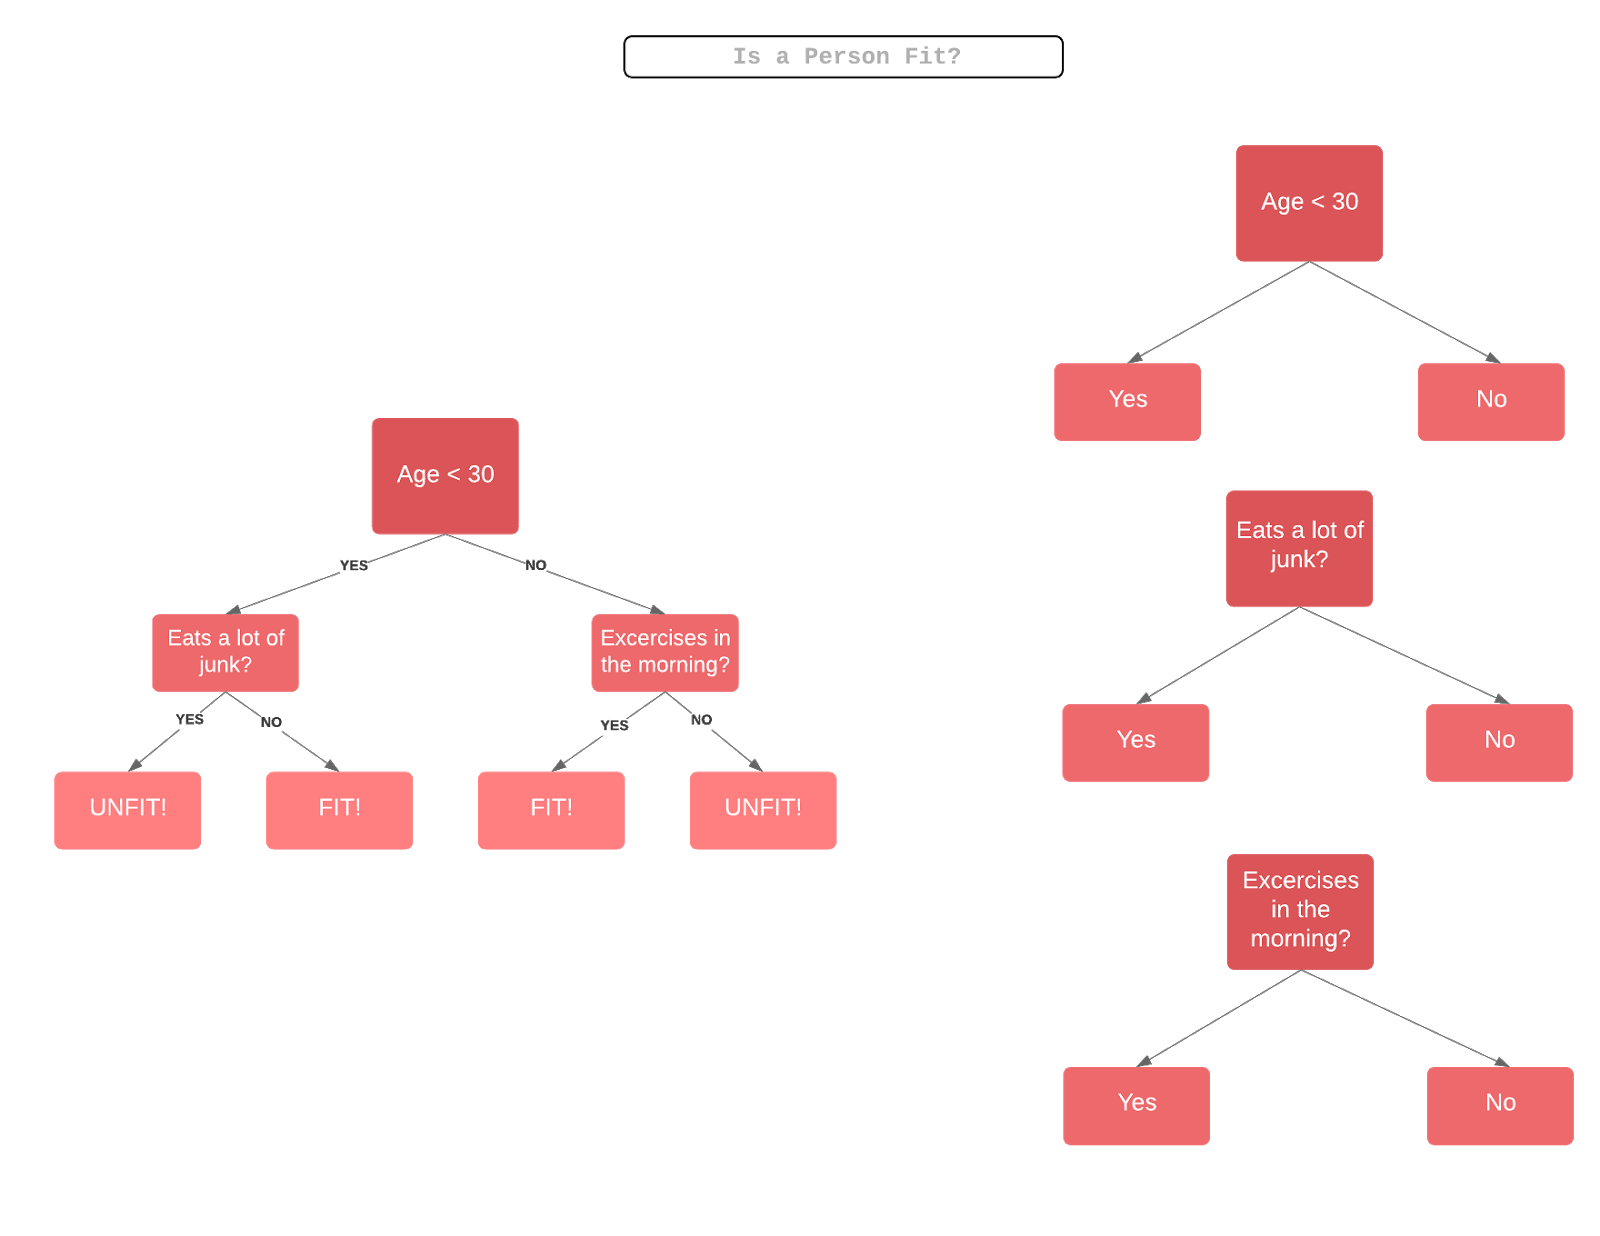 Is a Person Fit?
Age < 30
YES
NO
Eats a lot of
junk?
Excercises in
the morning?
YES
NO
YES
NO
UNFIT!
FIT!
FIT!
UNFIT!
Age < 30
Yes
No
Eats a lot of
junk?
Yes
No
Excercises
in the
morning?
Yes
No